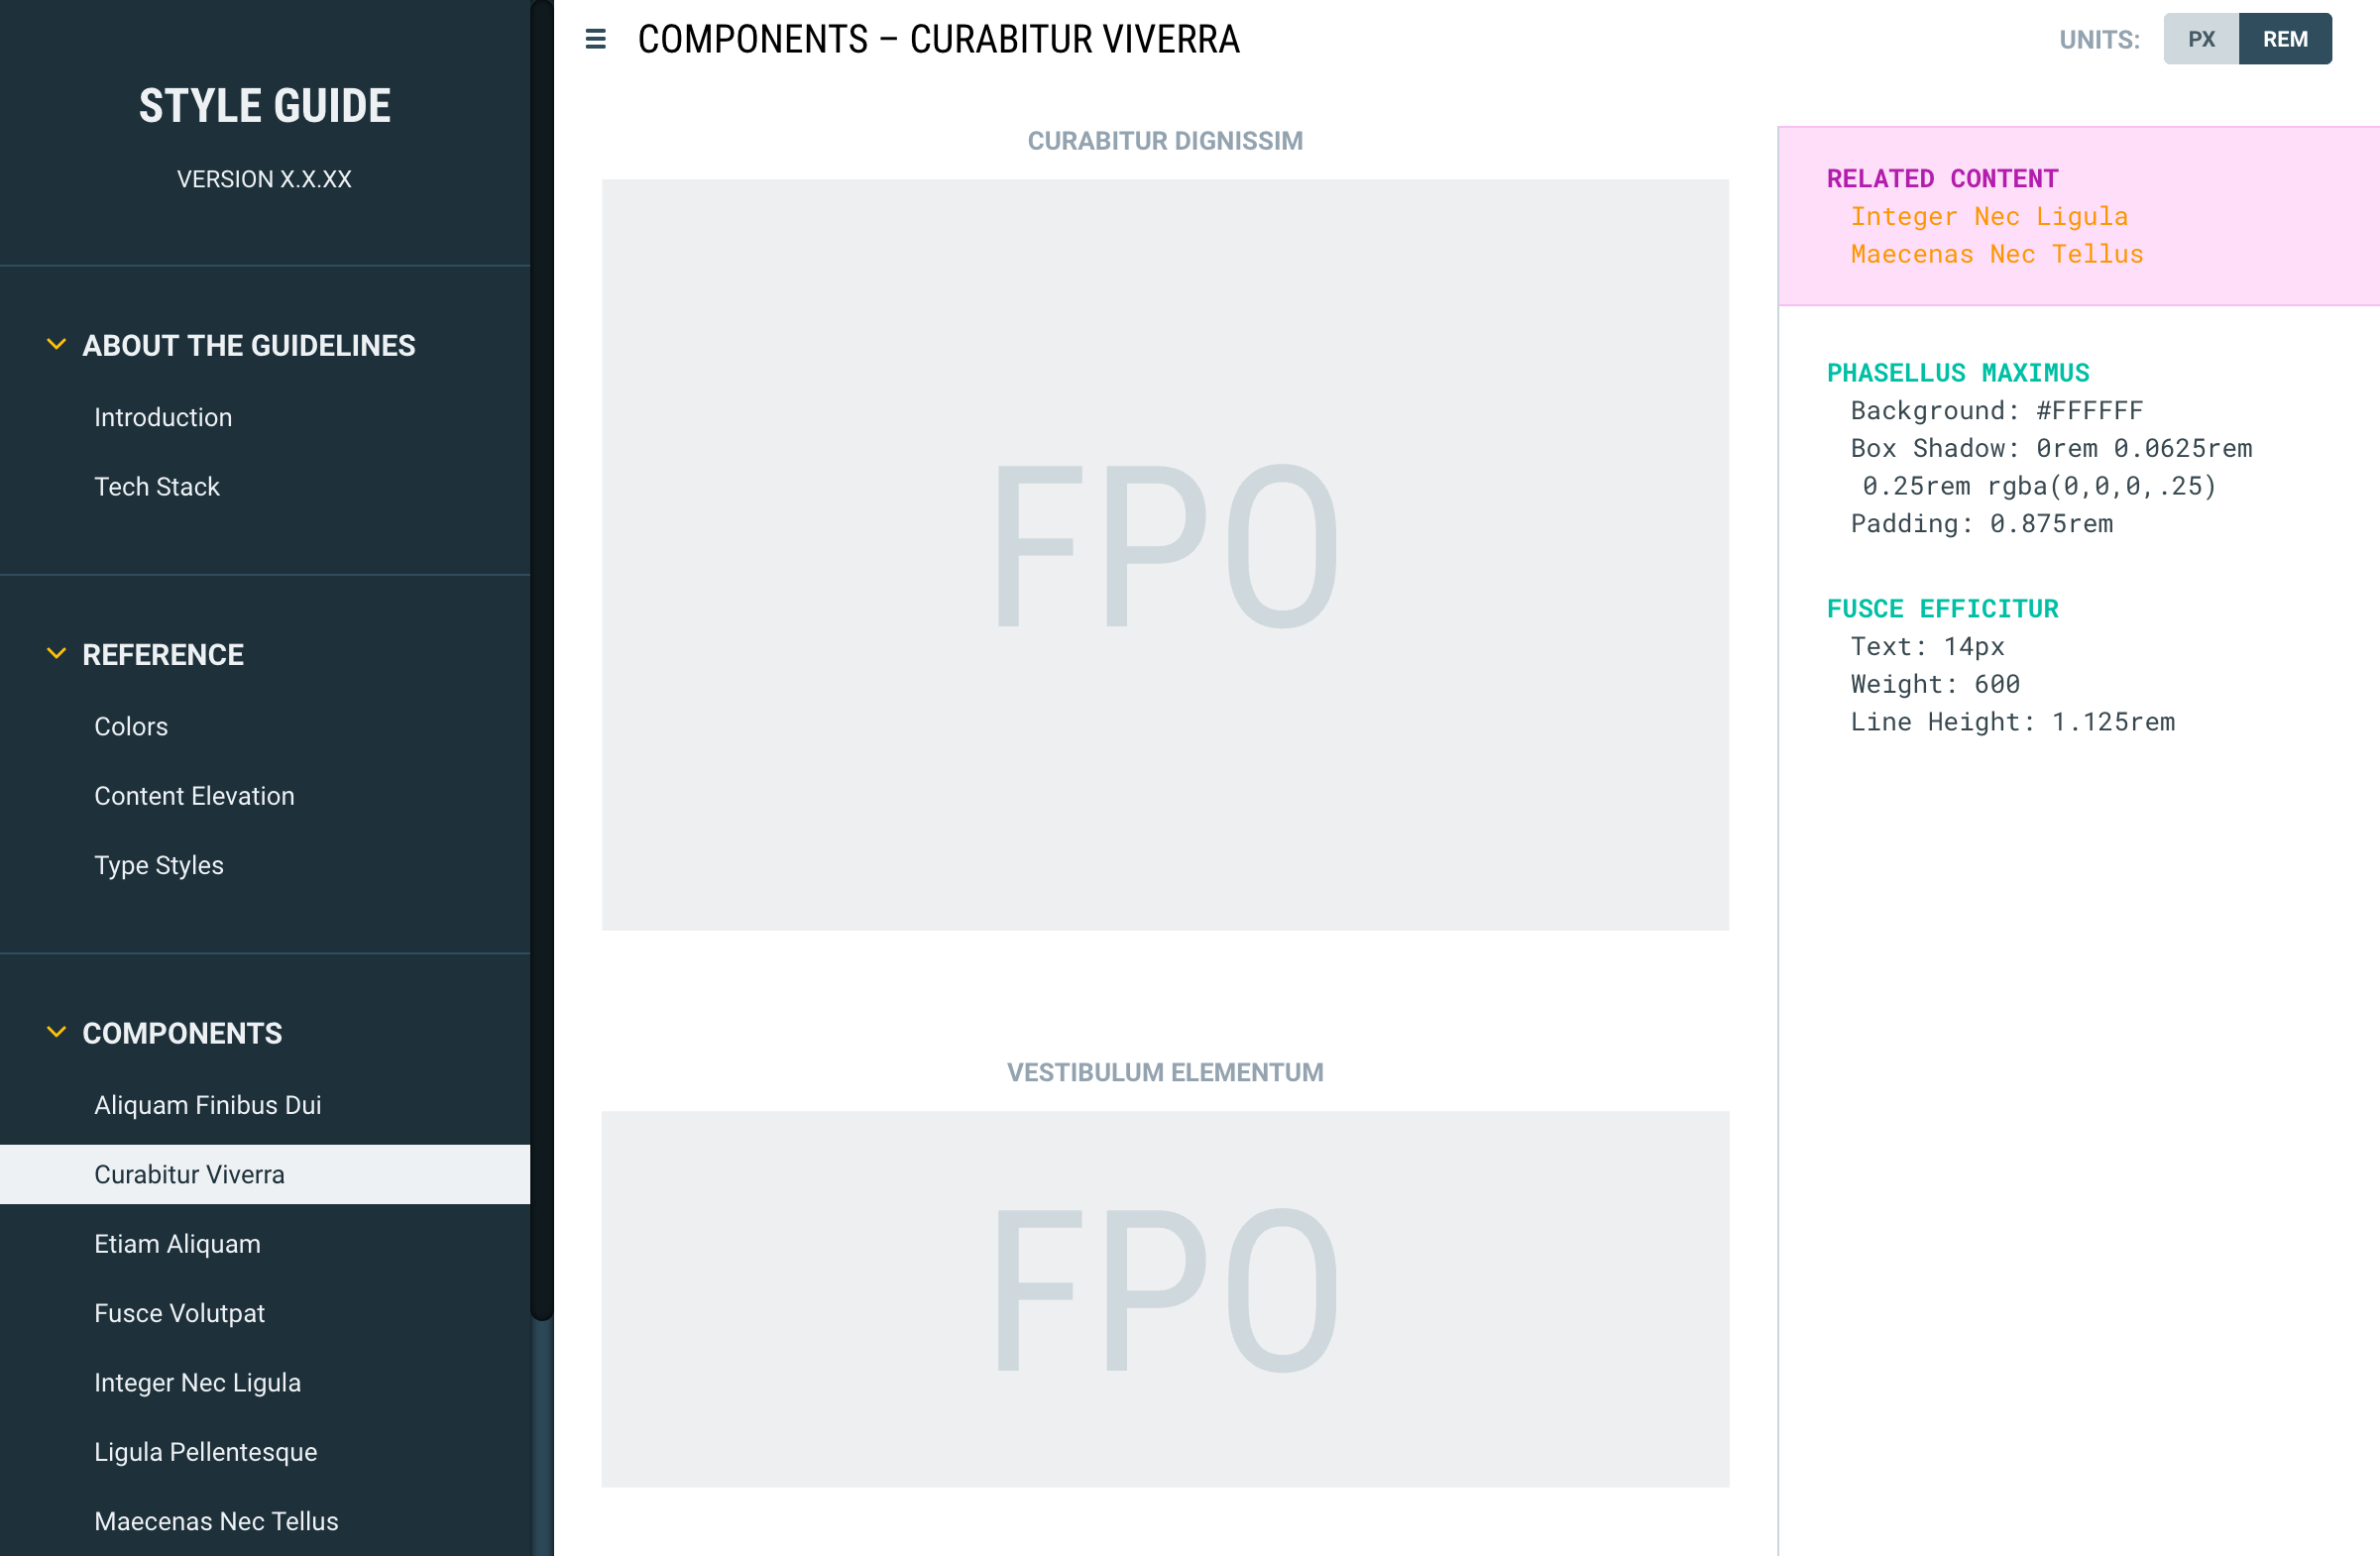 STYLE GUIDE
VERSION X.X.XX
ABOUT THE GUIDELINES
Introduction
Tech Stack
REFERENCE
Colors
Content Elevation
Type Styles
COMPONENTS
Aliquam Finibus Dui
Curabitur Viverra
Etiam Aliquam
Fusce Volutpat
Integer Nec Ligula
Ligula Pellentesque
Maecenas Nec Tellus
COMPONENTS – CURABITUR VIVERRA
UNITS: PX REM
CURABITUR DIGNISSIM
FPO
VESTIBULUM ELEMENTUM
FPO
RELATED CONTENT
Integer Nec Ligula
Maecenas Nec Tellus
PHASELLUS MAXIMUS
Background: #FFFFFF
Box Shadow: 0rem 0.0625rem
0.25rem rgba(0,0,0,.25)
Padding: 0.875rem
FUSCE EFFICITUR
Text: 14px
Weight: 600
Line Height: 1.125rem